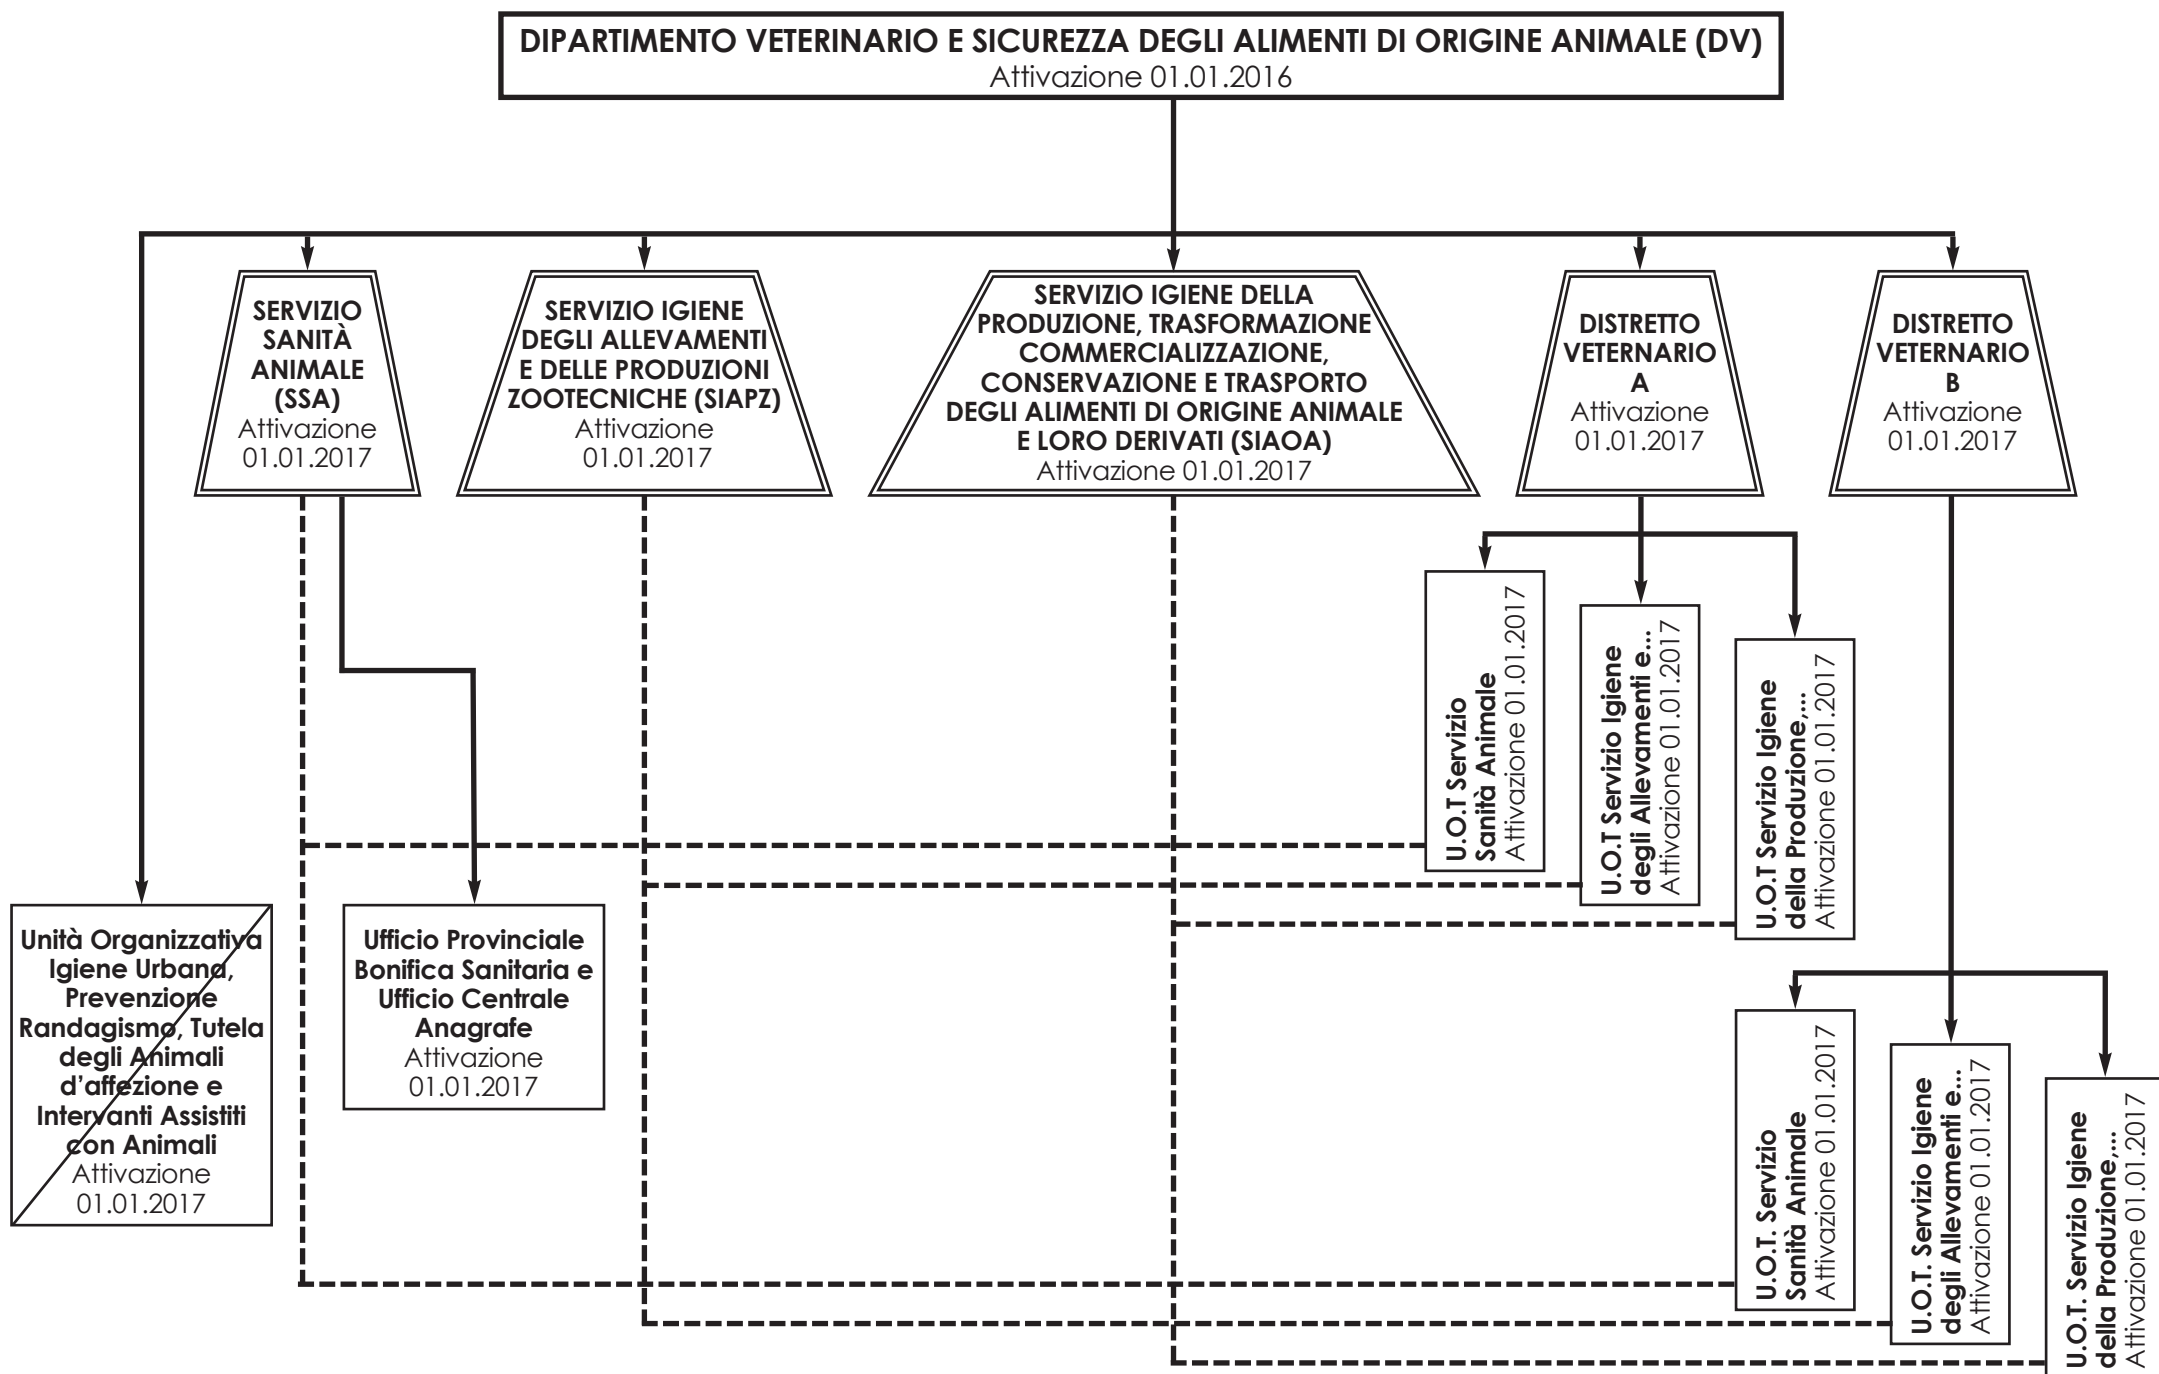 DIPARTIMENTO VETERINARIO E SICUREZZA DEGLI ALIMENTI DI ORIGINE ANIMALE (DV)
Attivazione 01.01.2016
SERVIZIO
SANITÀ
ANIMALE
(SSA)
Attivazione
01.01.2017
SERVIZIO IGIENE
DEGLI ALLEVAMENTI
E DELLE PRODUZIONI
ZOOTECNICHE (SIAPZ)
Attivazione
01.01.2017
SERVIZIO IGIENE DELLA
PRODUZIONE, TRASFORMAZIONE
COMMERCIALIZZAZIONE,
CONSERVAZIONE E TRASPORTO
DEGLI ALIMENTI DI ORIGINE ANIMALE
E LORO DERIVATI (SIAOA)
Attivazione 01.01.2017
DISTRETTO
VETERNARIO
A
Attivazione
01.01.2017
DISTRETTO
VETERNARIO
B
Attivazione
01.01.2017
U.O.T Servizio
Sanità Animale
Attivazione 01.01.2017
U.O.T Servizio Igiene
degli Allevamenti e...
Attivazione 01.01.2017
U.O.T Servizio Igiene
della Produzione,...
Attivazione 01.01.2017
Unità Organizzativa
Igiene Urbana,
Prevenzione
Randagismo, Tutela
degli Animali
d'affezione e
Intervanti Assistiti
con Animali
Attivazione
01.01.2017
Ufficio Provinciale
Bonifica Sanitaria e
Ufficio Centrale
Anagrafe
Attivazione
01.01.2017
U.O.T. Servizio
Sanità Animale
Attivazione 01.01.2017
U.O.T. Servizio Igiene
degli Allevamenti e...
Attivazione 01.01.2017
U.O.T. Servizio Igiene
della Produzione,...
Attivazione 01.01.2017